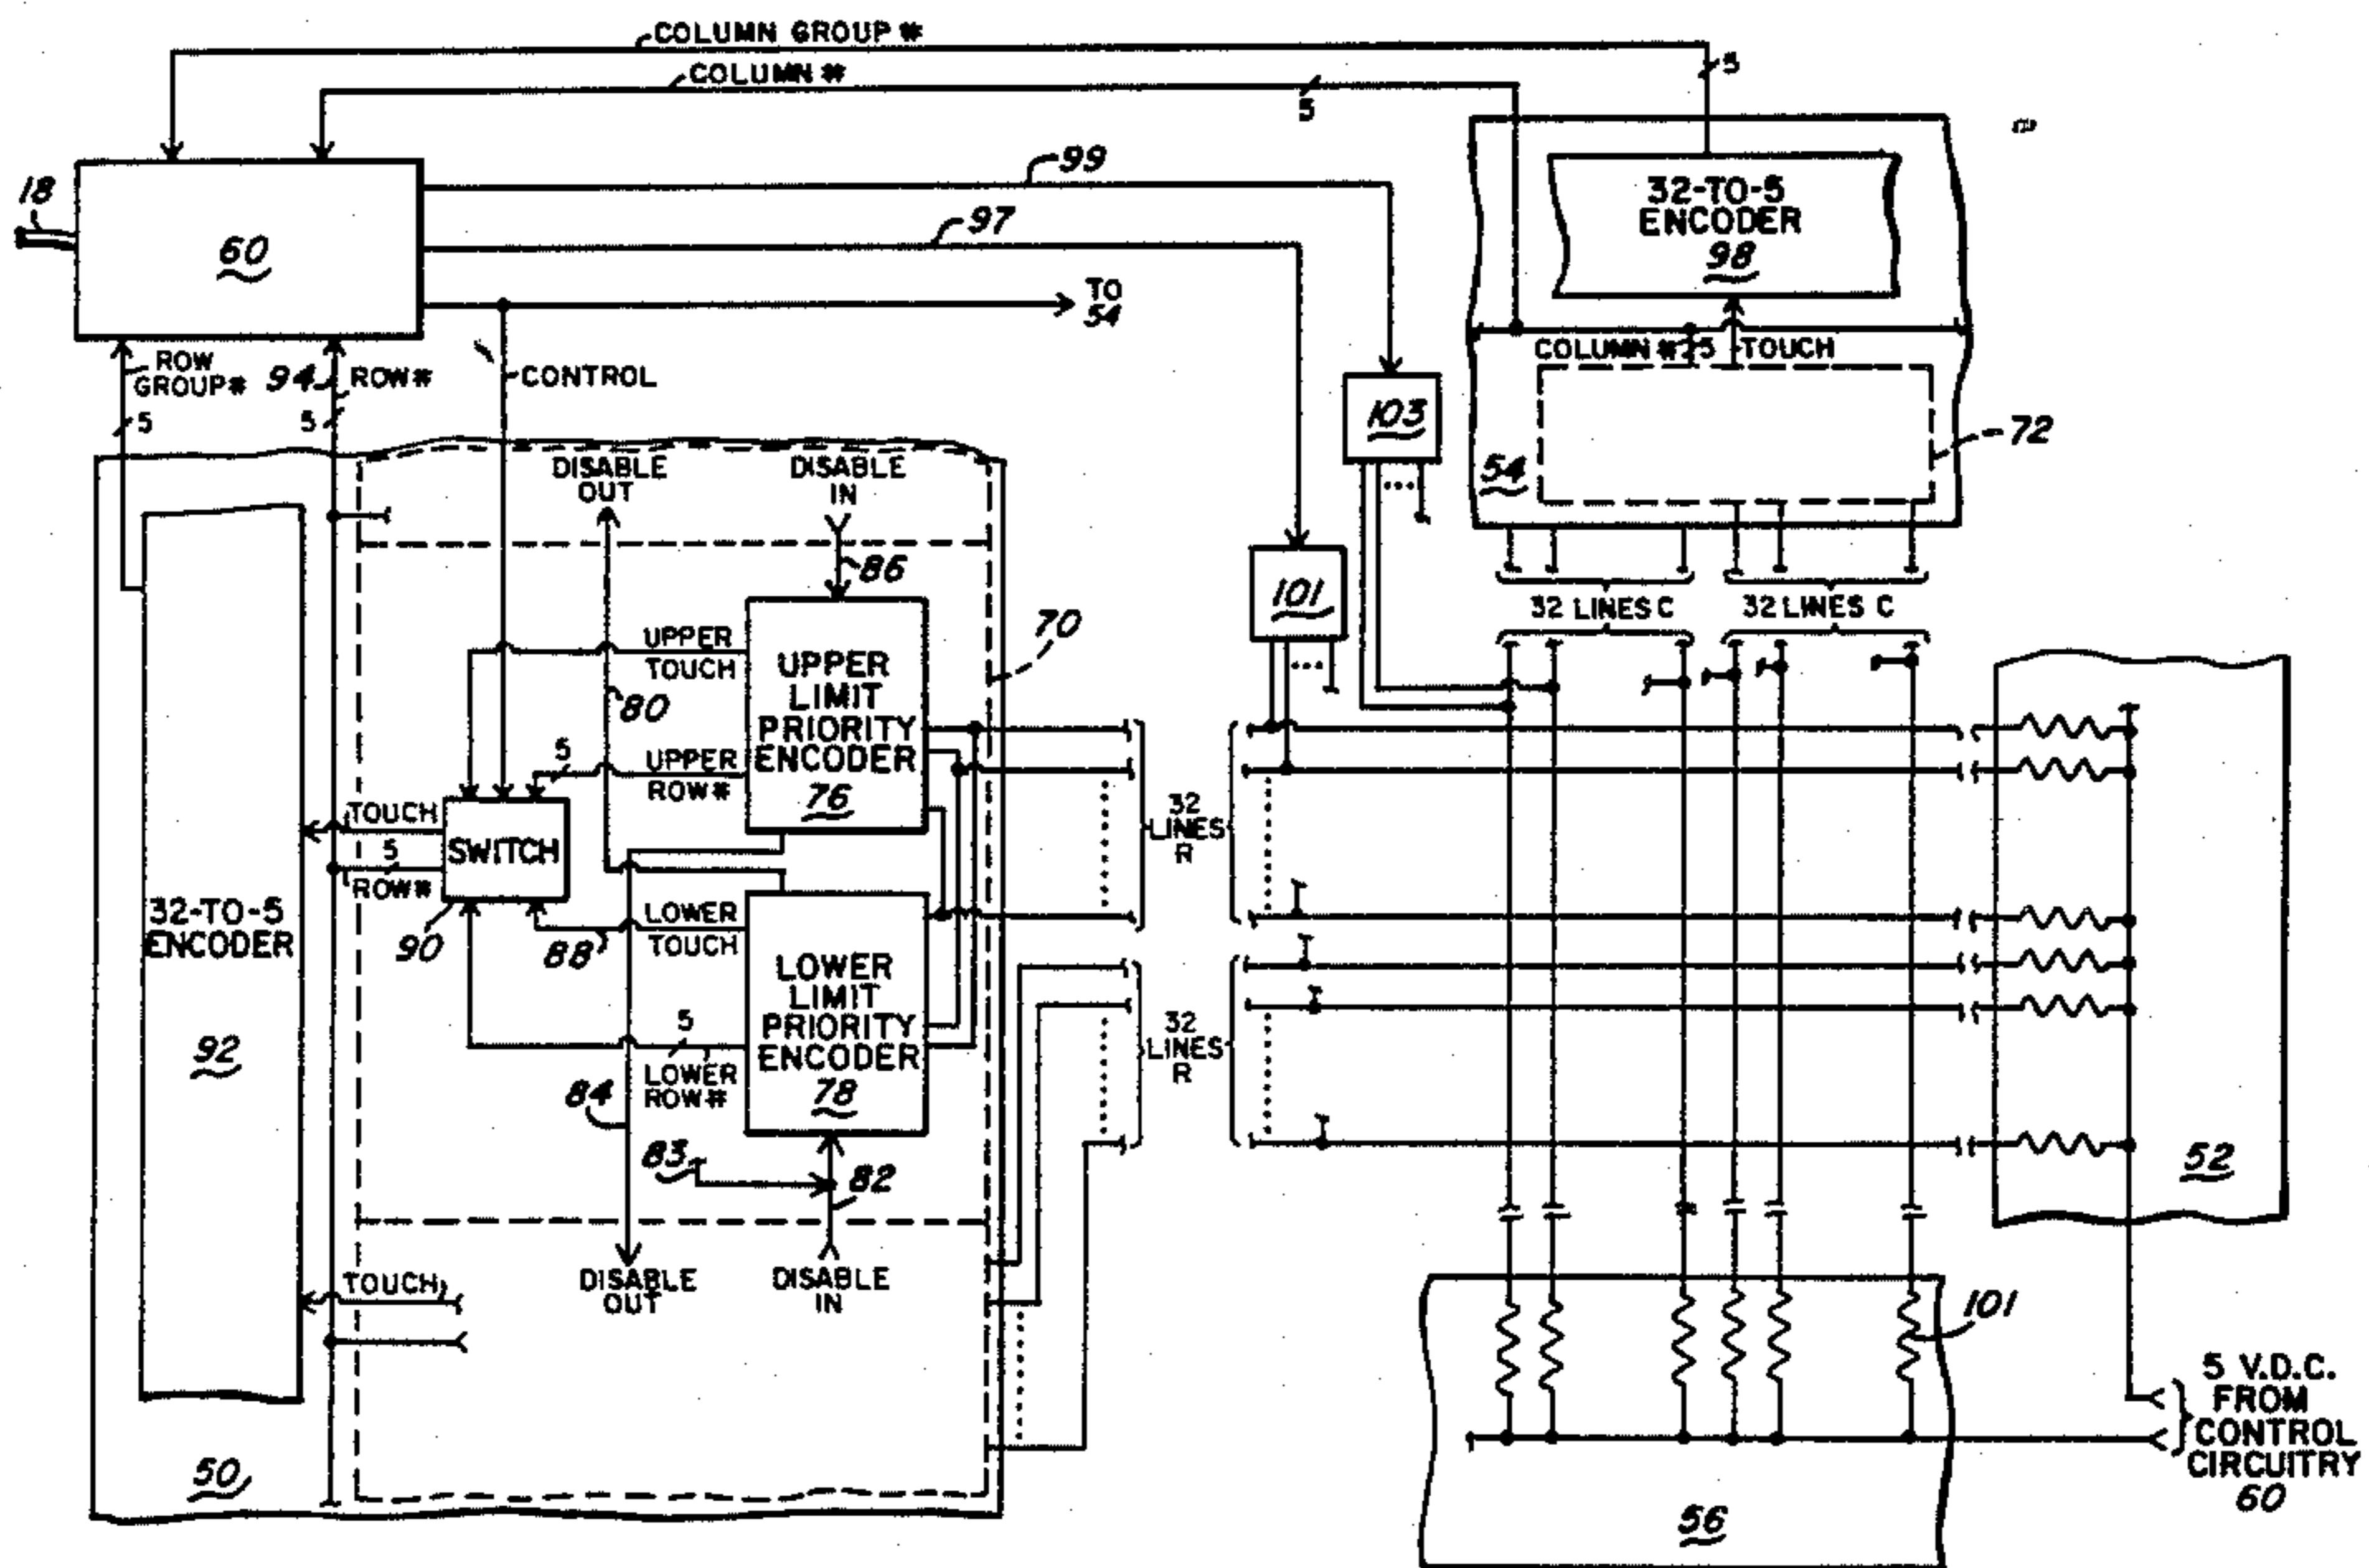 COLUMN GROUP #
COLUMN #
5
5
99
18
97
32-TO-5
ENCODER
98
60
TO
54
COLUMN # 5 TOUCH
ROW
GROUP#
94
ROW#
CONTROL
5
5
103
72
54
DISABLE
OUT
DISABLE
IN
86
101
32 LINES C
32 LINES C
70
UPPER
TOUCH
UPPER
LIMIT
PRIORITY
ENCODER
76
80
5
UPPER
ROW#
TOUCH
5
ROW#
SWITCH
32
LINES
R
32-TO-5
ENCODER
92
90
88
LOWER
TOUCH
LOWER
LIMIT
PRIORITY
ENCODER
78
5
LOWER
ROW#
32
LINES
R
84
83
82
52
TOUCH
DISABLE
OUT
DISABLE
IN
101
5 V.D.C.
FROM
CONTROL
CIRCUITRY
60
50
56